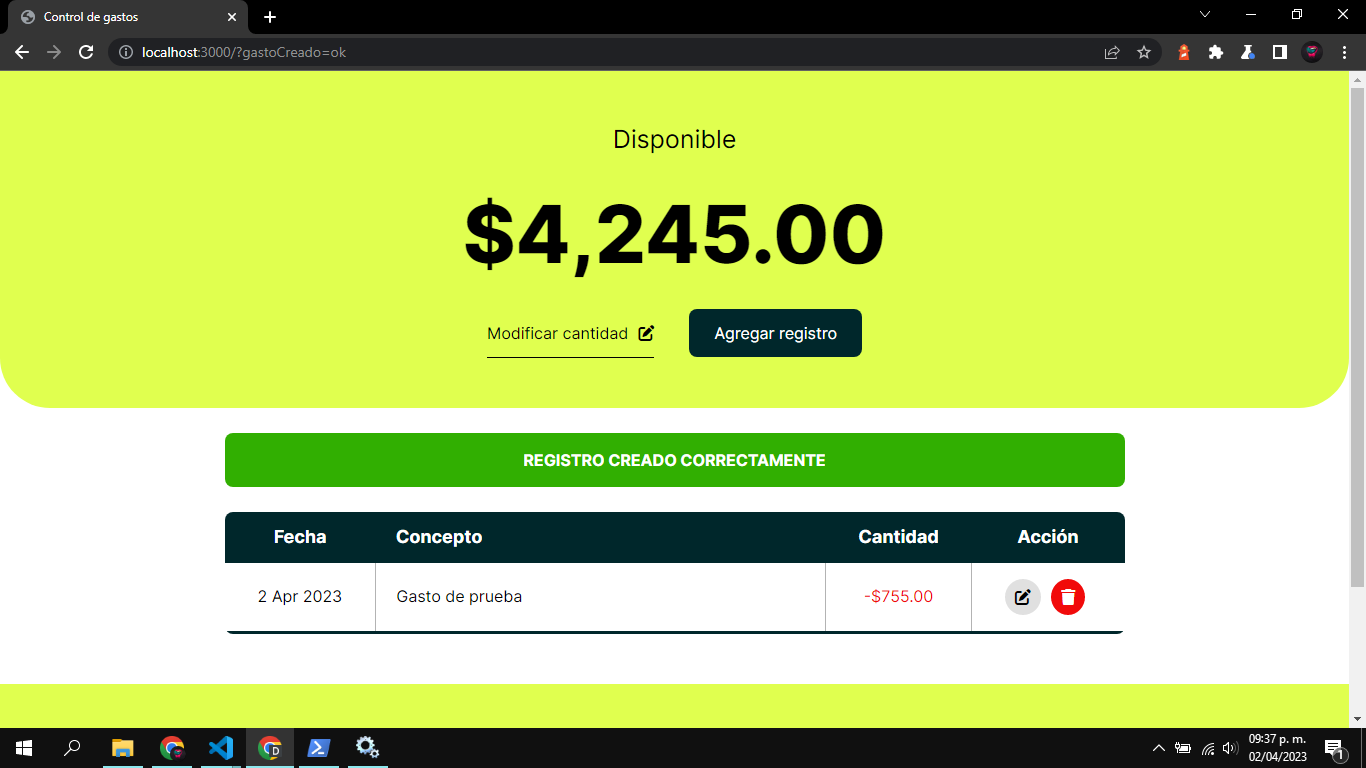 Control de gastos
localhost:3000/?gastoCreado=ok
Disponible
$4,245.00
Modificar cantidad
Agregar registro
REGISTRO CREADO CORRECTAMENTE
Fecha Concepto Cantidad Acción
2 Apr 2023 Gasto de prueba -$755.00
D
09:37 p. m.
02/04/2023
1